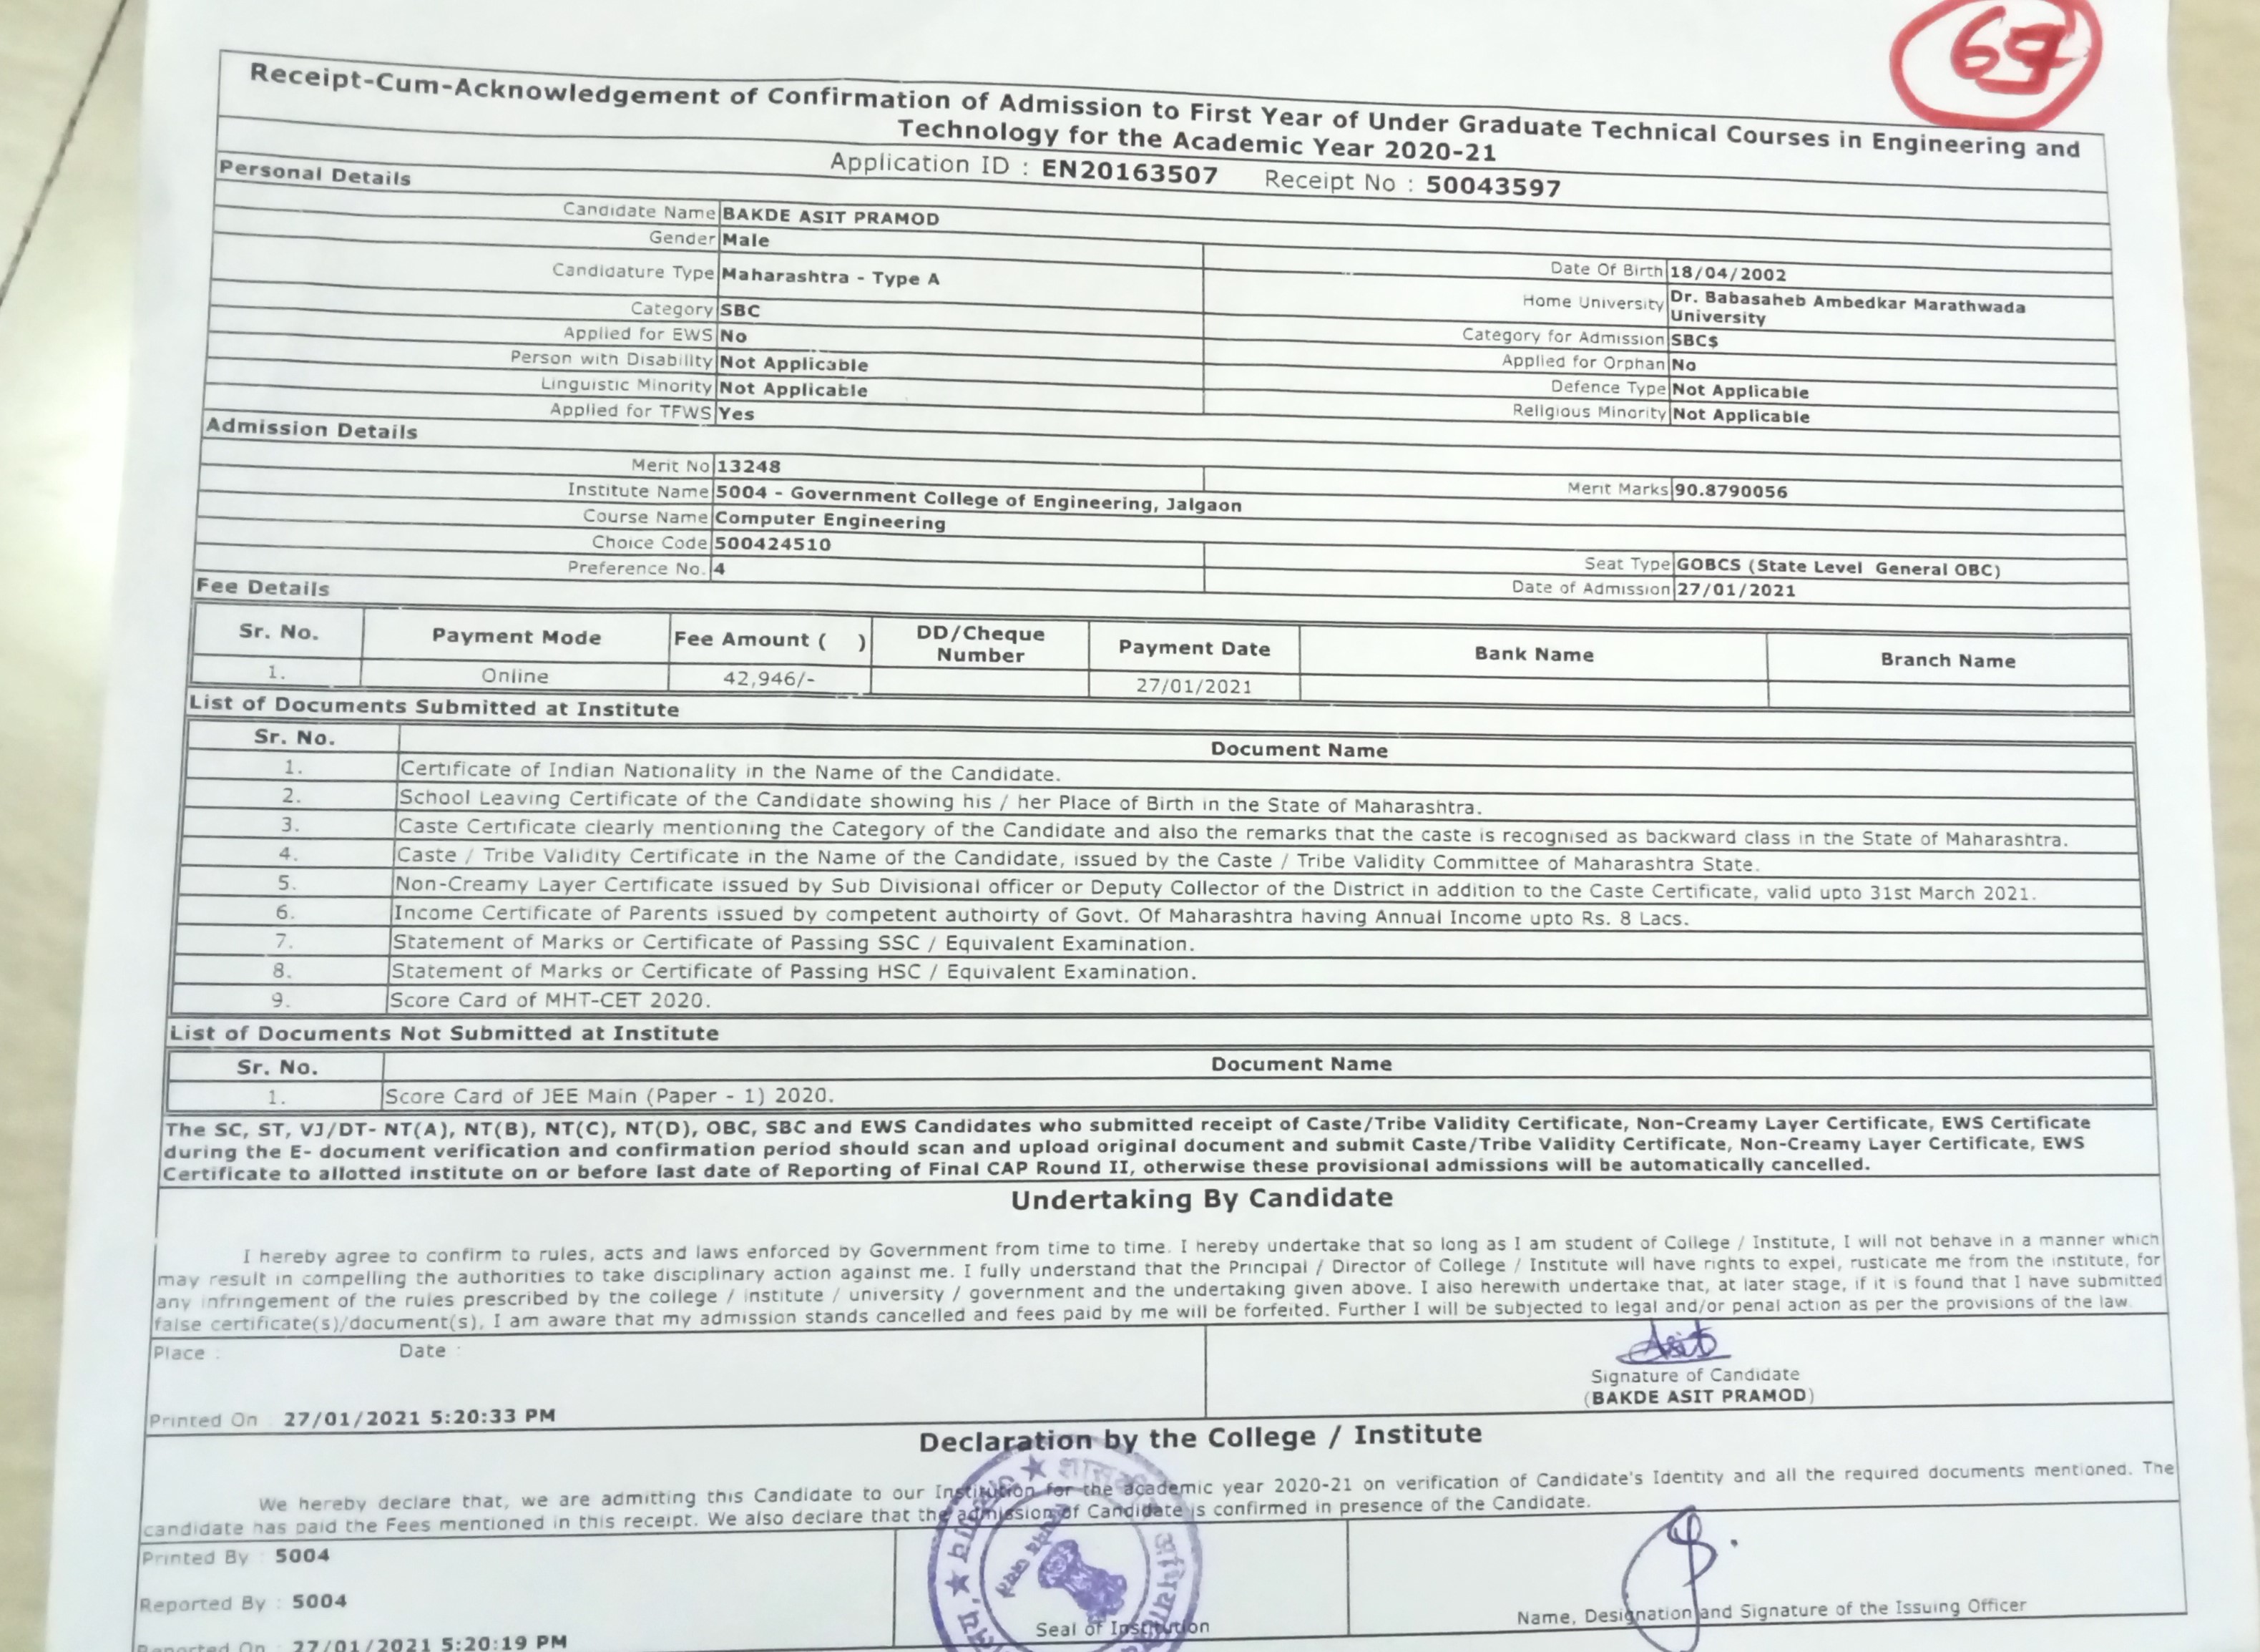 Receipt-Cum-Acknowledgement of Confirmation of Admission to First Year of Under Graduate Technical Courses in Engineering and
Technology for the Academic Year 2020-21
Application ID : EN20163507 Receipt No : 50043597
Personal Details
Candidate Name BAKDE ASIT PRAMOD
Gender Male
Date Of Birth 18/04/2002
Candidature Type Maharashtra - Type A
Home University Dr. Babasaheb Ambedkar Marathwada
University
Category SBC
Category for Admission SBC$
Applied for EWS No
Applied for Orphan No
Person with Disability Not Applicable
Defence Type Not Applicable
Linguistic Minority Not Applicable
Religious Minority Not Applicable
Applied for TFWS Yes
Admission Details
Merit No 13248
Merit Marks 90.8790056
Institute Name 5004 - Government College of Engineering, Jalgaon
Course Name Computer Engineering
Choice Code 500424510
Seat Type GOBCS (State Level General OBC)
Preference No. 4
Date of Admission 27/01/2021
Fee Details
Sr. No. Payment Mode Fee Amount ( ) DD/Cheque Number Payment Date Bank Name Branch Name
1. Online 42,946/- 27/01/2021
List of Documents Submitted at Institute
Sr. No. Document Name
1. Certificate of Indian Nationality in the Name of the Candidate.
2. School Leaving Certificate of the Candidate showing his / her Place of Birth in the State of Maharashtra.
3. Caste Certificate clearly mentioning the Category of the Candidate and also the remarks that the caste is recognised as backward class in the State of Maharashtra.
4. Caste / Tribe Validity Certificate in the Name of the Candidate, issued by the Caste / Tribe Validity Committee of Maharashtra State.
5. Non-Creamy Layer Certificate issued by Sub Divisional officer or Deputy Collector of the District in addition to the Caste Certificate, valid upto 31st March 2021.
6. Income Certificate of Parents issued by competent authoirty of Govt. Of Maharashtra having Annual Income upto Rs. 8 Lacs.
7. Statement of Marks or Certificate of Passing SSC / Equivalent Examination.
8. Statement of Marks or Certificate of Passing HSC / Equivalent Examination.
9. Score Card of MHT-CET 2020.
List of Documents Not Submitted at Institute
Sr. No. Document Name
1. Score Card of JEE Main (Paper - 1) 2020.
The SC, ST, VJ/DT- NT(A), NT(B), NT(C), NT(D), OBC, SBC and EWS Candidates who submitted receipt of Caste/Tribe Validity Certificate, Non-Creamy Layer Certificate, EWS Certificate
during the E- document verification and confirmation period should scan and upload original document and submit Caste/Tribe Validity Certificate, Non-Creamy Layer Certificate, EWS
Certificate to allotted institute on or before last date of Reporting of Final CAP Round II, otherwise these provisional admissions will be automatically cancelled.
Undertaking By Candidate
I hereby agree to confirm to rules, acts and laws enforced by Government from time to time. I hereby undertake that so long as I am student of College / Institute, I will not behave in a manner which
may result in compelling the authorities to take disciplinary action against me. I fully understand that the Principal / Director of College / Institute will have rights to expel, rusticate me from the institute, for
any infringement of the rules prescribed by the college / institute / university / government and the undertaking given above. I also herewith undertake that, at later stage, if it is found that I have submitted
false certificate(s)/document(s), I am aware that my admission stands cancelled and fees paid by me will be forfeited. Further I will be subjected to legal and/or penal action as per the provisions of the law.
Place : Date :
Asit
Signature of Candidate
(BAKDE ASIT PRAMOD)
Printed On : 27/01/2021 5:20:33 PM
Declaration by the College / Institute
We hereby declare that, we are admitting this Candidate to our Institution for the academic year 2020-21 on verification of Candidate's Identity and all the required documents mentioned. The
candidate has paid the Fees mentioned in this receipt. We also declare that the admission of Candidate is confirmed in presence of the Candidate.
Printed By : 5004
Reported By : 5004
Seal of Institution
Name, Designation and Signature of the Issuing Officer
Reported On : 27/01/2021 5:20:19 PM